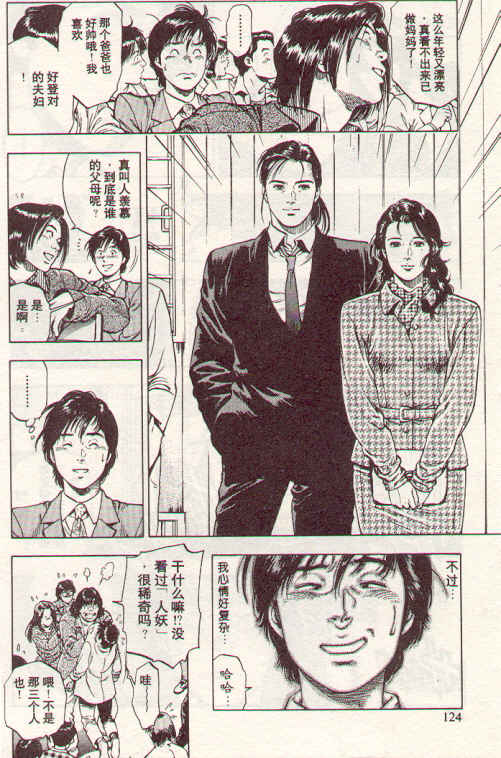 这么年轻又漂亮
，真看不出来已
做妈妈了！
…………
那个爸爸也
好帅哦，我
喜欢
好登对
的夫妇
！
真叫人羡慕
，到底是谁
的父母呢？
……
是…
是啊…
…………
不过…
我心情好复杂…
哈哈…
干什么嘛!?没
看过「人妖」
，很稀奇吗？
哇…
喂！不是
那三个人
也！
124